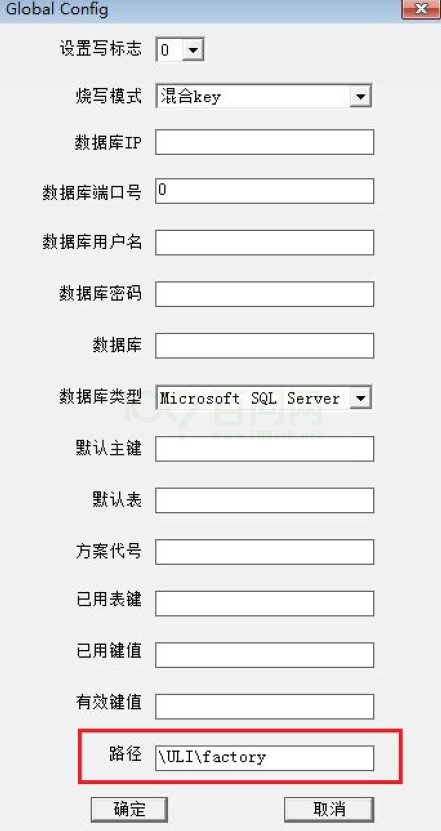 Global Config
设置写标志 0
烧写模式 混合key
数据库IP
数据库端口号 0
数据库用户名
数据库密码
数据库
数据库类型 Microsoft SQL Server
默认主键
默认表
方案代号
已用表键
已用键值
有效键值
路径 \ULI\factory
确定 取消